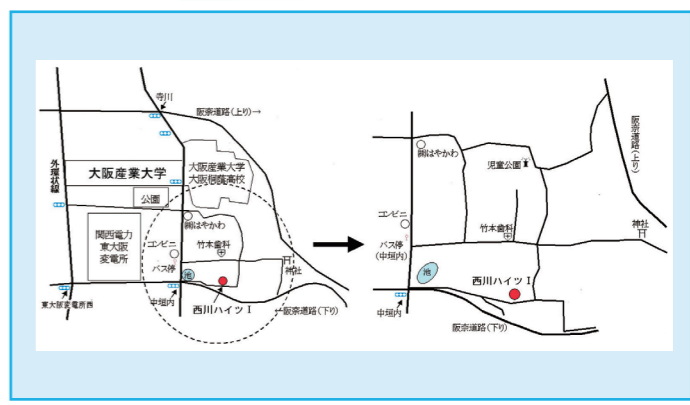 寺川
阪奈道路(上り)→
外環状線
大阪産業大学
大阪産業大学
大阪桐蔭高校
公園
㈱はやかわ
関西電力
東大阪
変電所
コンビニ
竹本歯科
バス停
池
神社
東大阪変電所西
中垣内
西川ハイツⅠ
←阪奈道路(下り)
㈱はやかわ
児童公園
阪奈道路(上り)
コンビニ
竹本歯科
神社
バス停
(中垣内)
池
西川ハイツⅠ
中垣内
阪奈道路(下り)